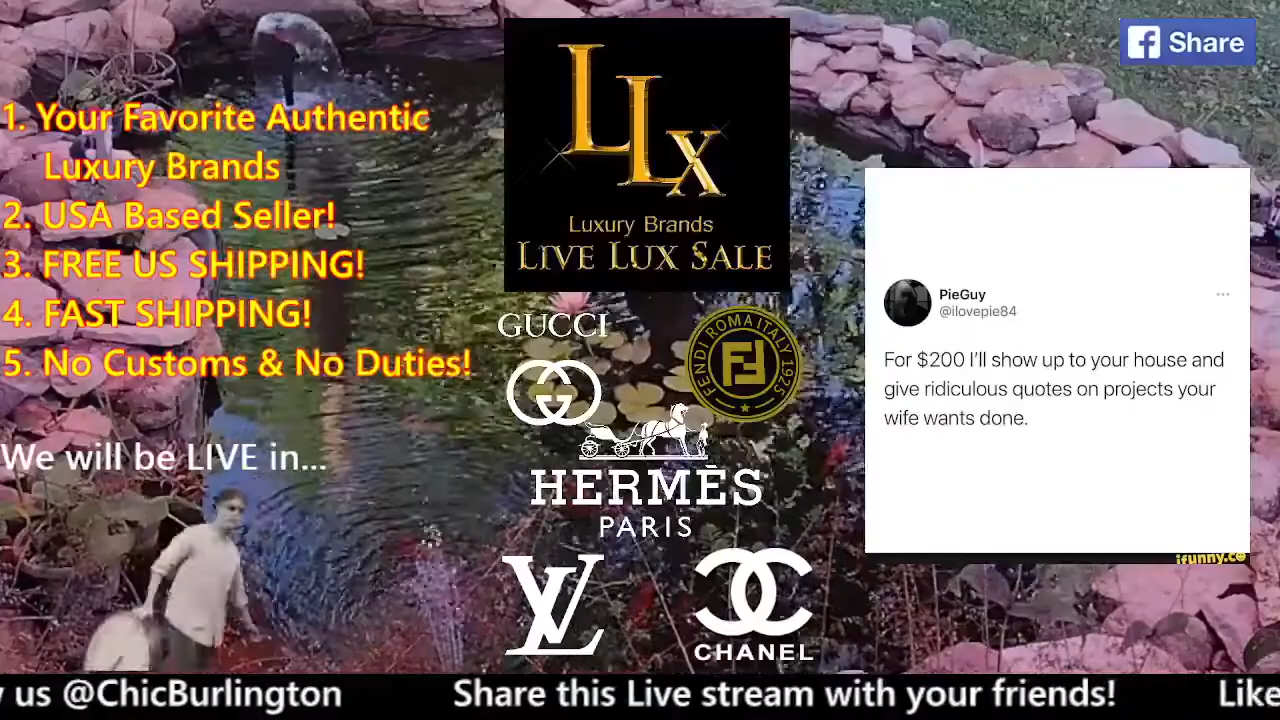 1. Your Favorite Authentic
Luxury Brands
2. USA Based Seller!
3. FREE US SHIPPING!
4. FAST SHIPPING!
5. No Customs & No Duties!
We will be LIVE in...
LLX
Luxury Brands
LIVE LUX SALE
GUCCI
FENDI ROMA ITALY 1925
HERMĒS
PARIS
LV
CHANEL
f Share
PieGuy
@ilovepie84
For $200 I'll show up to your house and
give ridiculous quotes on projects your
wife wants done.
ifunny.co
us @ChicBurlington Share this Live stream with your friends! Like